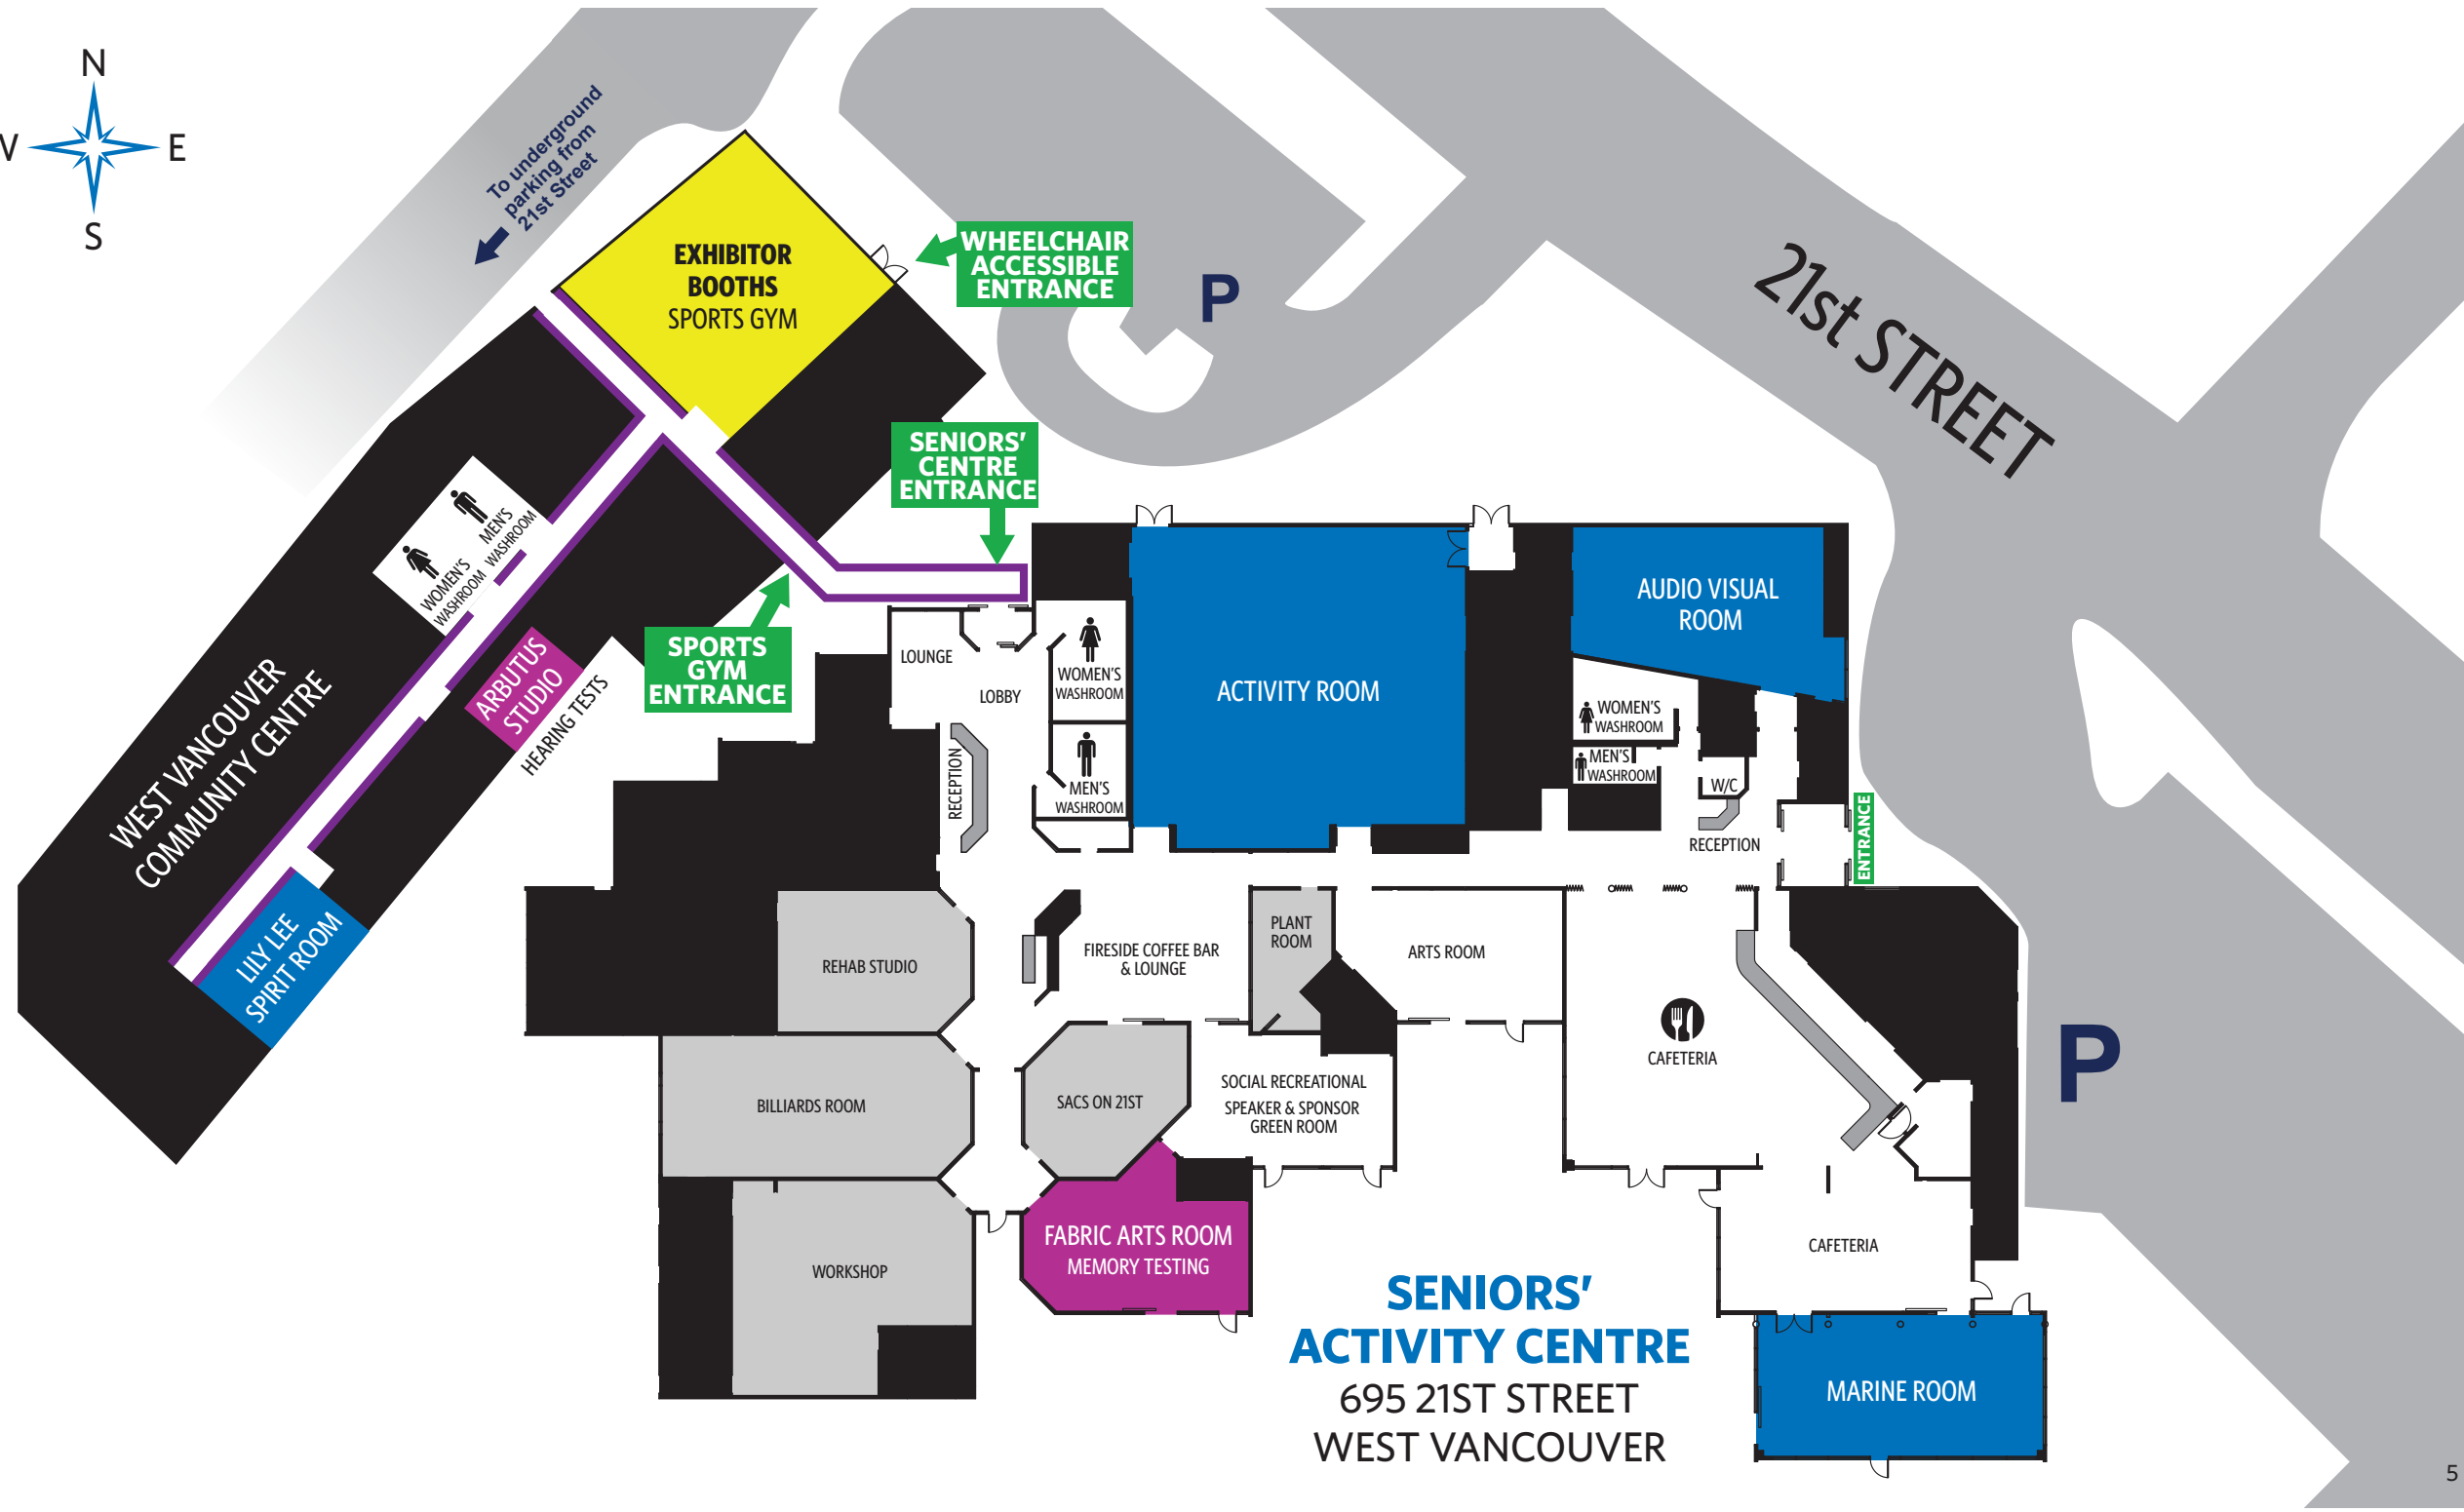 N
W
E
S
To underground
parking from
21st Street
EXHIBITOR
BOOTHS
SPORTS GYM
WHEELCHAIR
ACCESSIBLE
ENTRANCE
P
21st STREET
SENIORS'
CENTRE
ENTRANCE
MEN'S
WASHROOM
WOMEN'S
WASHROOM
SPORTS
GYM
ENTRANCE
ARBUTUS
STUDIO
HEARING TESTS
WEST VANCOUVER
COMMUNITY CENTRE
LILY LEE
SPIRIT ROOM
LOUNGE
LOBBY
WOMEN'S
WASHROOM
RECEPTION
MEN'S
WASHROOM
ACTIVITY ROOM
AUDIO VISUAL
ROOM
WOMEN'S
WASHROOM
MEN'S
WASHROOM
W/C
RECEPTION
ENTRANCE
REHAB STUDIO
FIRESIDE COFFEE BAR
& LOUNGE
PLANT
ROOM
ARTS ROOM
CAFETERIA
P
BILLIARDS ROOM
SACS ON 21ST
SOCIAL RECREATIONAL
SPEAKER & SPONSOR
GREEN ROOM
WORKSHOP
FABRIC ARTS ROOM
MEMORY TESTING
CAFETERIA
MARINE ROOM
SENIORS'
ACTIVITY CENTRE
695 21ST STREET
WEST VANCOUVER
5